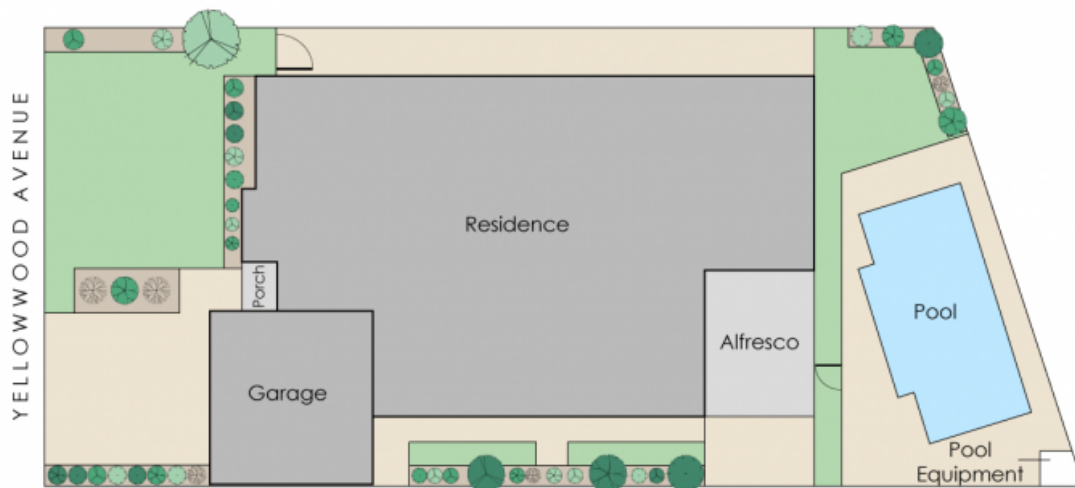 YELLOWWOOD AVENUE
Residence
Porch
Garage
Alfresco
Pool
Pool
Equipment